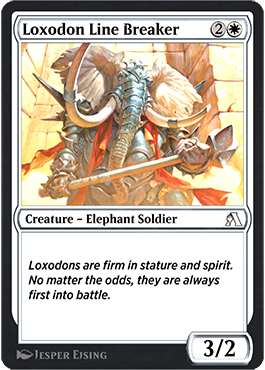 Loxodon Line Breaker 2
Creature – Elephant Soldier
Loxodons are firm in stature and spirit.
No matter the odds, they are always
first into battle.
3/2
Jesper Eising